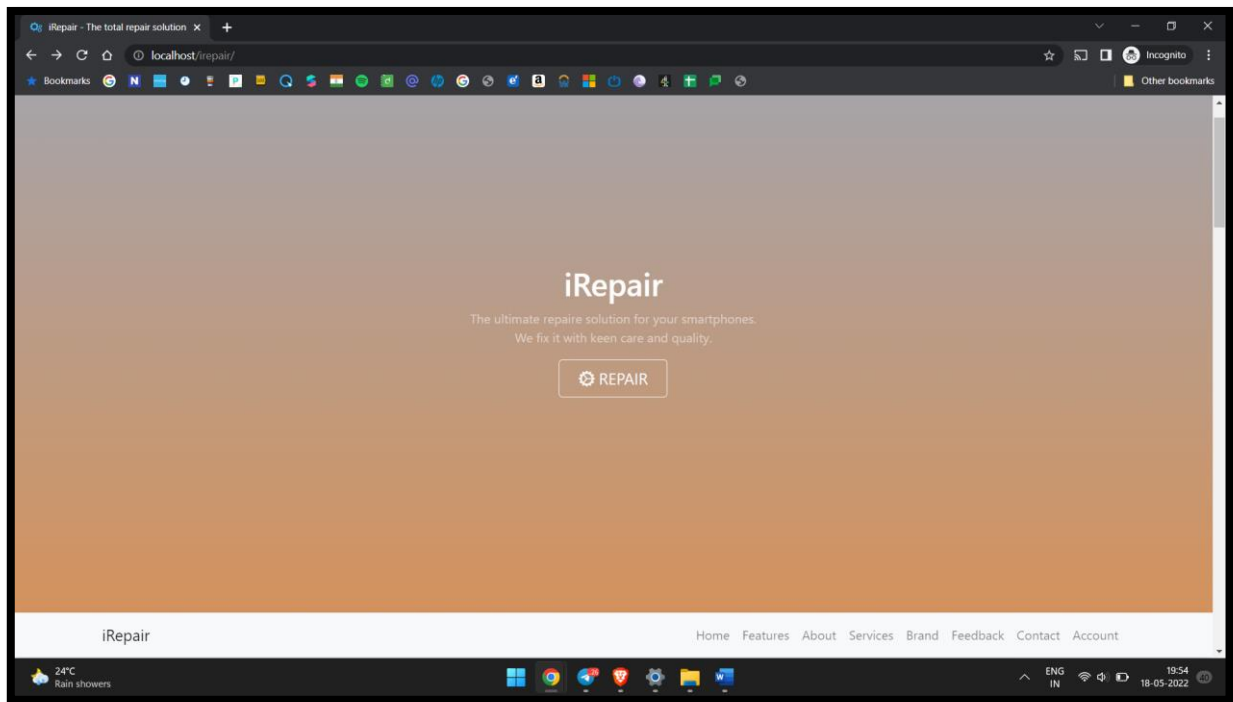 iRepair - The total repair solution
localhost/irepair/
Incognito
Bookmarks
Other bookmarks
iRepair
The ultimate repaire solution for your smartphones.
We fix it with keen care and quality.
REPAIR
iRepair Home Features About Services Brand Feedback Contact Account
24°C
Rain showers
ENG
IN
19:54
18-05-2022